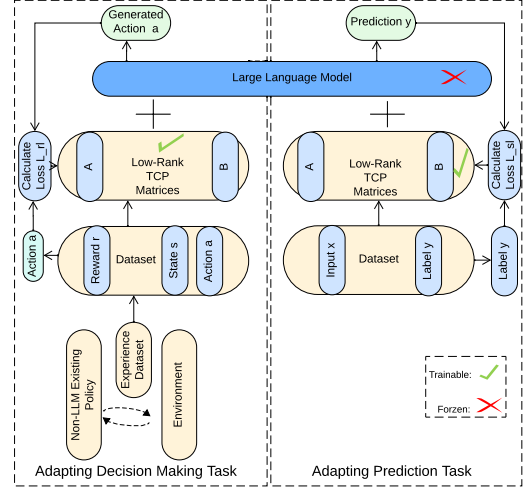 Generated
Action a
Prediction y
Large Language Model
Calculate
Loss L_rl
A
Low-Rank
TCP
Matrices
B
A
Low-Rank
TCP
Matrices
B
Calculate
Loss L_sl
Action a
Reward r
Dataset
State s
Action a
Input x
Dataset
Label y
Label y
Non-LLM Existing
Policy
Experience
Dataset
Environment
Trainable:
Forzen:
Adapting Decision Making Task
Adapting Prediction Task